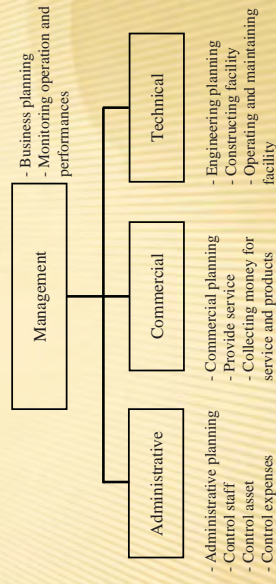 Management
- Business planning
- Monitoring operation and
performances
Administrative
- Administrative planning
- Control staff
- Control asset
- Control expenses
Commercial
- Commercial planning
- Provide service
- Collecting money for
service and products
Technical
- Engineering planning
- Constructing facility
- Operating and maintaining
facility